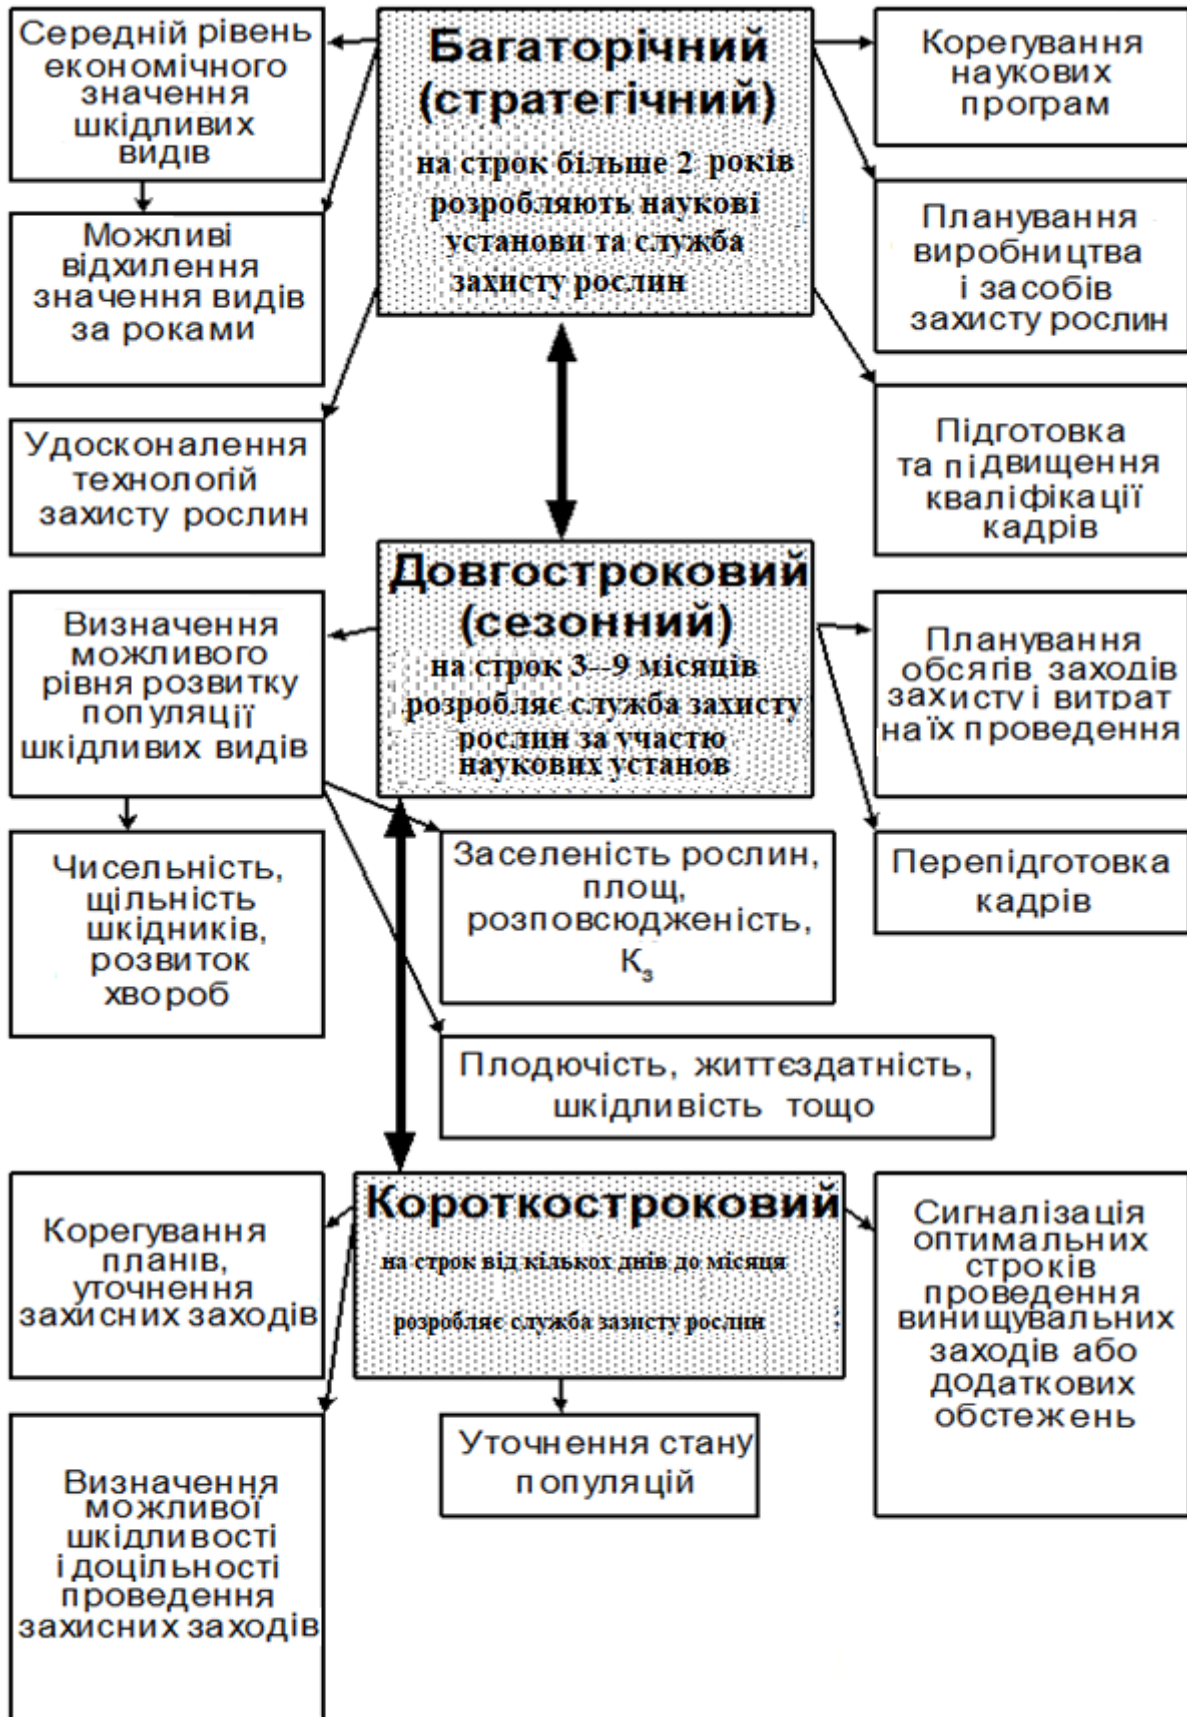 Середній рівень
економічного
значення
шкідливих
видів
Багаторічний
(стратегічний)
на строк більше 2 років
розробляють наукові
установи та служба
захисту рослин
Корегування
наукових
програм
Можливі
відхилення
значення видів
за роками
Планування
виробництва
і засобів
захисту рослин
Удосконалення
технологій
захисту рослин
Підготовка
та підвищення
кваліфікації
кадрів
Довгостроковий
(сезонний)
на строк 3–9 місяців
розробляє служба захисту
рослин за участю
наукових установ
Визначення
можливого
рівня розвитку
популяції
шкідливих видів
Планування
обсягів заходів
захисту і витрат
на їх проведення
Чисельність,
щільність
шкідників,
розвиток
хвороб
Заселеність рослин,
площ,
розповсюдженість,
Кз
Перепідготовка
кадрів
Плодючість, життєздатність,
шкідливість тощо
Корегування
планів,
уточнення
захисних заходів
Короткостроковий
на строк від кількох днів до місяця
розробляє служба зазисту рослин
Сигналізація
оптимальних
строків
проведення
винищувальних
заходів або
додаткових
обстежень
Визначення
можливої
шкідливості
і доцільності
проведення
захисних заходів
Уточнення стану
популяцій